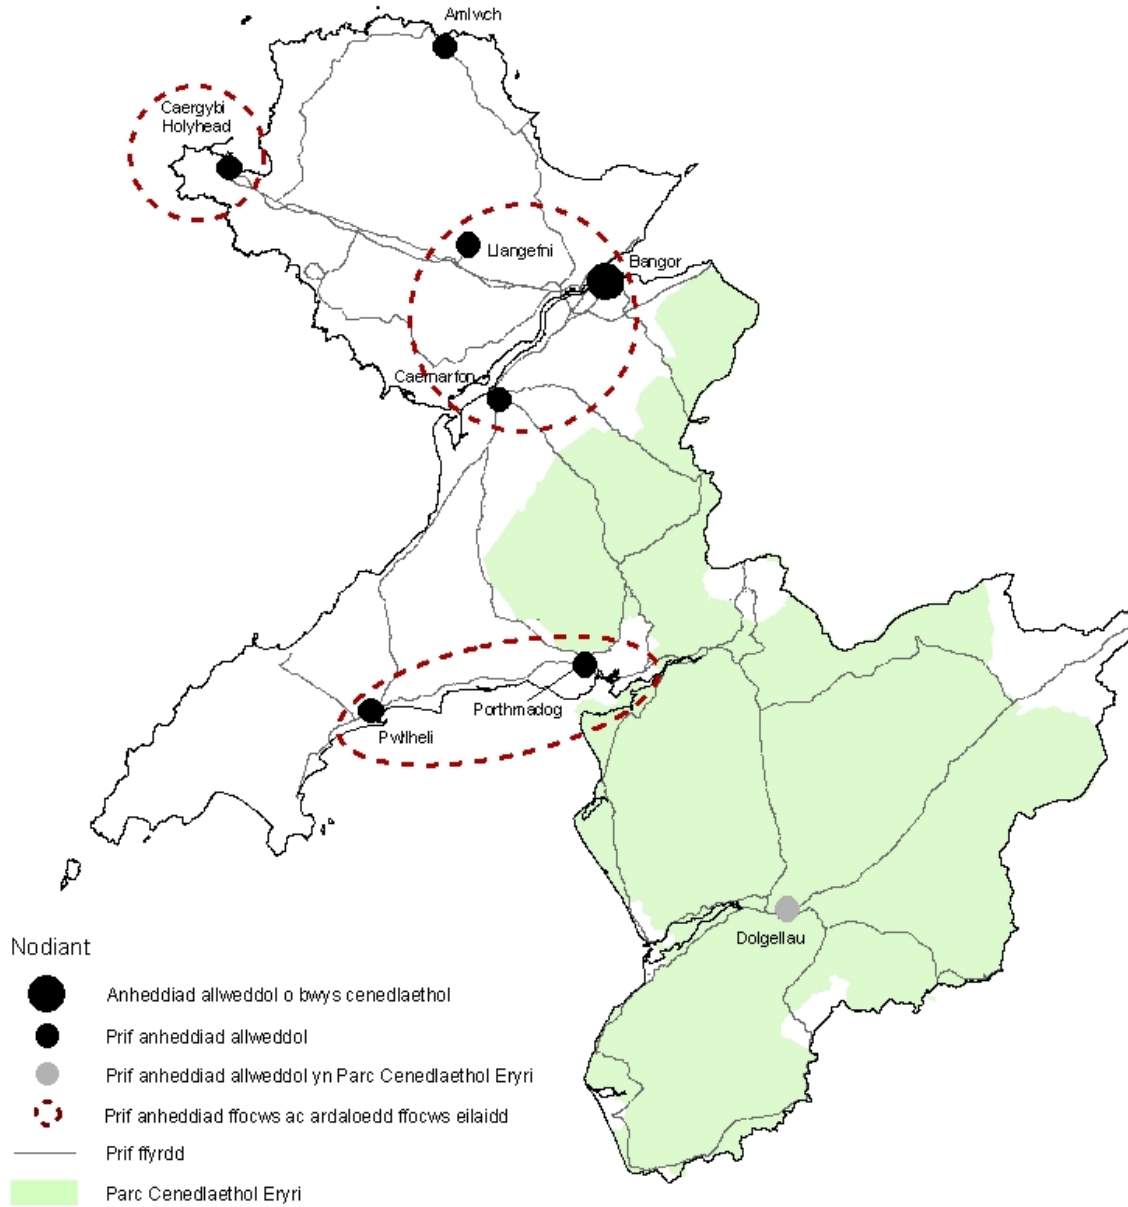 Amlwch
Caergybi
Holyhead
Llangefni
Bangor
Caernarfon
Porthmadog
Pwllheli
Dolgellau
Nodiant
Anheddiad allweddol o bwys cenedlaethol
Prif anheddiad allweddol
Prif anheddiad allweddol yn Parc Cenedlaethol Eryri
Prif anheddiad ffocws ac ardaloedd ffocws eilaidd
Prif ffyrdd
Parc Cenedlaethol Eryri